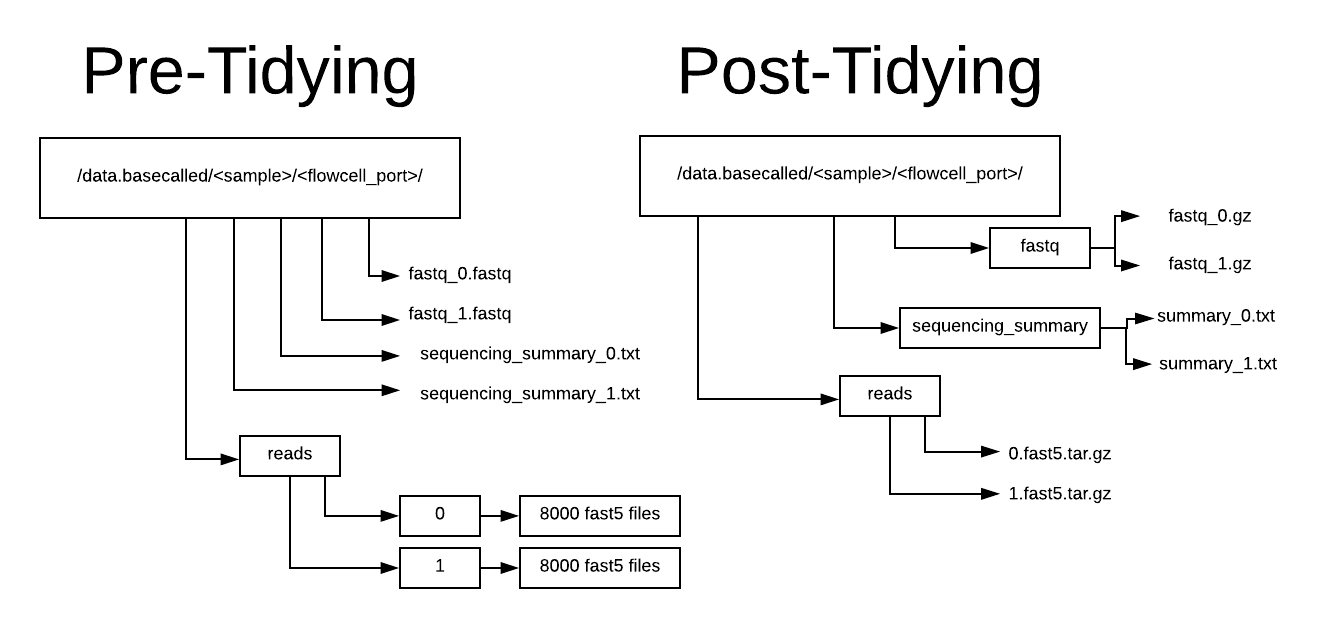 Pre-Tidying
/data.basecalled/<sample>/<flowcell_port>/
fastq_0.fastq
fastq_1.fastq
sequencing_summary_0.txt
sequencing_summary_1.txt
reads
0
8000 fast5 files
1
8000 fast5 files
Post-Tidying
/data.basecalled/<sample>/<flowcell_port>/
fastq
fastq_0.gz
fastq_1.gz
sequencing_summary
summary_0.txt
summary_1.txt
reads
0.fast5.tar.gz
1.fast5.tar.gz